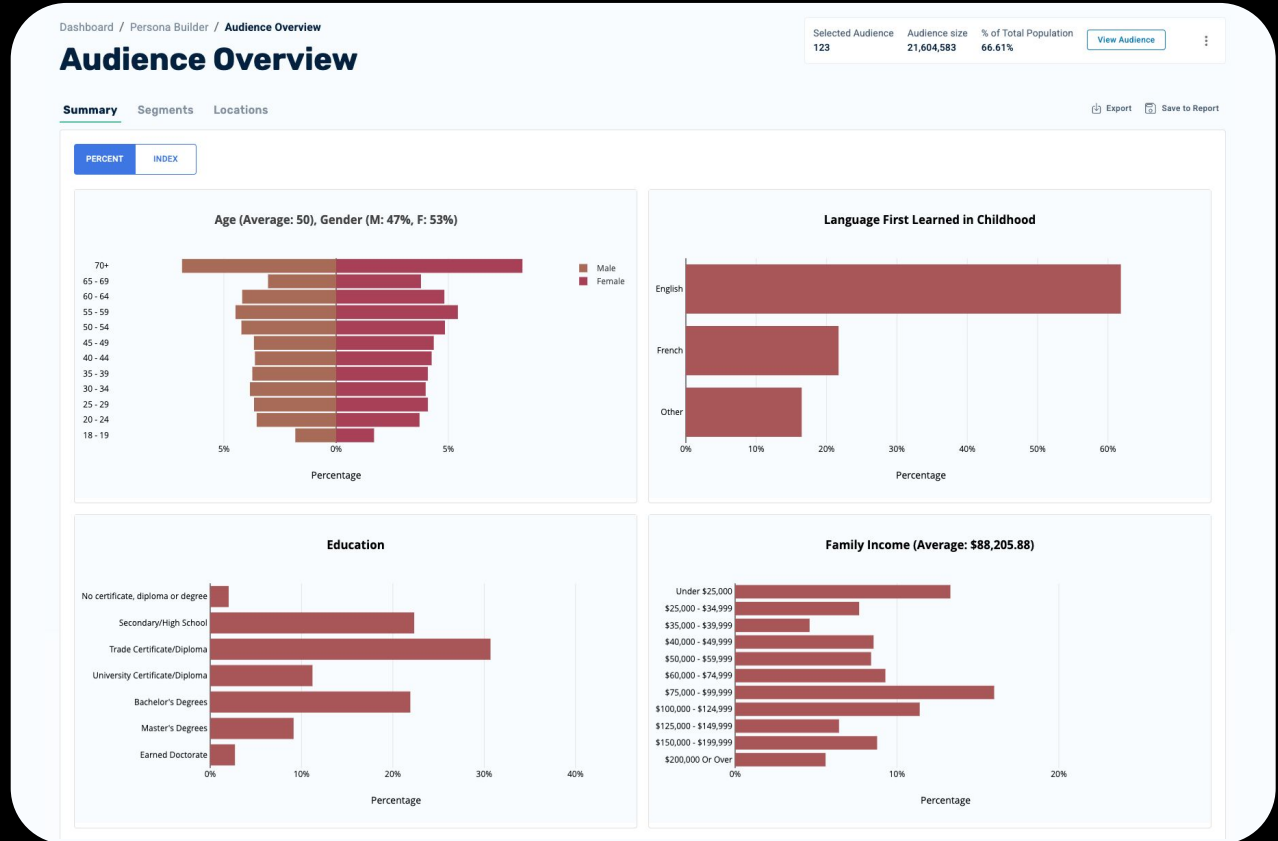 Dashboard / Persona Builder / Audience Overview
Audience Overview
Selected Audience Audience size % of Total Population
123 21,604,583 66.61%
View Audience
Summary Segments Locations
Export Save to Report
PERCENT INDEX
Age (Average: 50), Gender (M: 47%, F: 53%)
70+
65 - 69
60 - 64
55 - 59
50 - 54
45 - 49
40 - 44
35 - 39
30 - 34
25 - 29
20 - 24
18 - 19
5% 0% 5%
Percentage
Male
Female
Language First Learned in Childhood
English
French
Other
0% 10% 20% 30% 40% 50% 60%
Percentage
Education
No certificate, diploma or degree
Secondary/High School
Trade Certificate/Diploma
University Certificate/Diploma
Bachelor's Degrees
Master's Degrees
Earned Doctorate
0% 10% 20% 30% 40%
Percentage
Family Income (Average: $88,205.88)
Under $25,000
$25,000 - $34,999
$35,000 - $39,999
$40,000 - $49,999
$50,000 - $59,999
$60,000 - $74,999
$75,000 - $99,999
$100,000 - $124,999
$125,000 - $149,999
$150,000 - $199,999
$200,000 Or Over
0% 10% 20%
Percentage